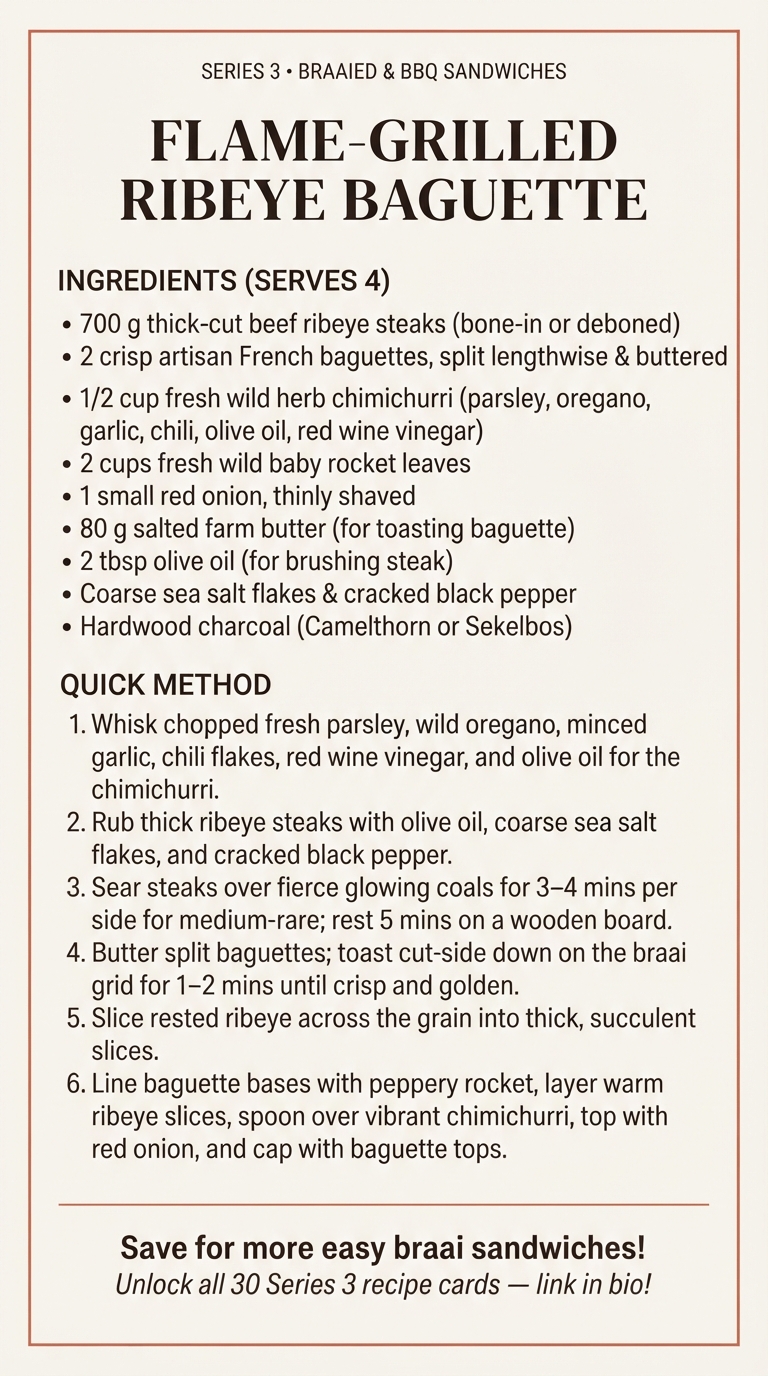 SERIES 3 • BRAAIED & BBQ SANDWICHES
FLAME-GRILLED
RIBEYE BAGUETTE
INGREDIENTS (SERVES 4)
• 700 g thick-cut beef ribeye steaks (bone-in or deboned)
• 2 crisp artisan French baguettes, split lengthwise & buttered
• 1/2 cup fresh wild herb chimichurri (parsley, oregano,
garlic, chili, olive oil, red wine vinegar)
• 2 cups fresh wild baby rocket leaves
• 1 small red onion, thinly shaved
• 80 g salted farm butter (for toasting baguette)
• 2 tbsp olive oil (for brushing steak)
• Coarse sea salt flakes & cracked black pepper
• Hardwood charcoal (Camelthorn or Sekelbos)
QUICK METHOD
1. Whisk chopped fresh parsley, wild oregano, minced
garlic, chili flakes, red wine vinegar, and olive oil for the
chimichurri.
2. Rub thick ribeye steaks with olive oil, coarse sea salt
flakes, and cracked black pepper.
3. Sear steaks over fierce glowing coals for 3–4 mins per
side for medium-rare; rest 5 mins on a wooden board.
4. Butter split baguettes; toast cut-side down on the braai
grid for 1–2 mins until crisp and golden.
5. Slice rested ribeye across the grain into thick, succulent
slices.
6. Line baguette bases with peppery rocket, layer warm
ribeye slices, spoon over vibrant chimichurri, top with
red onion, and cap with baguette tops.
Save for more easy braai sandwiches!
Unlock all 30 Series 3 recipe cards — link in bio!